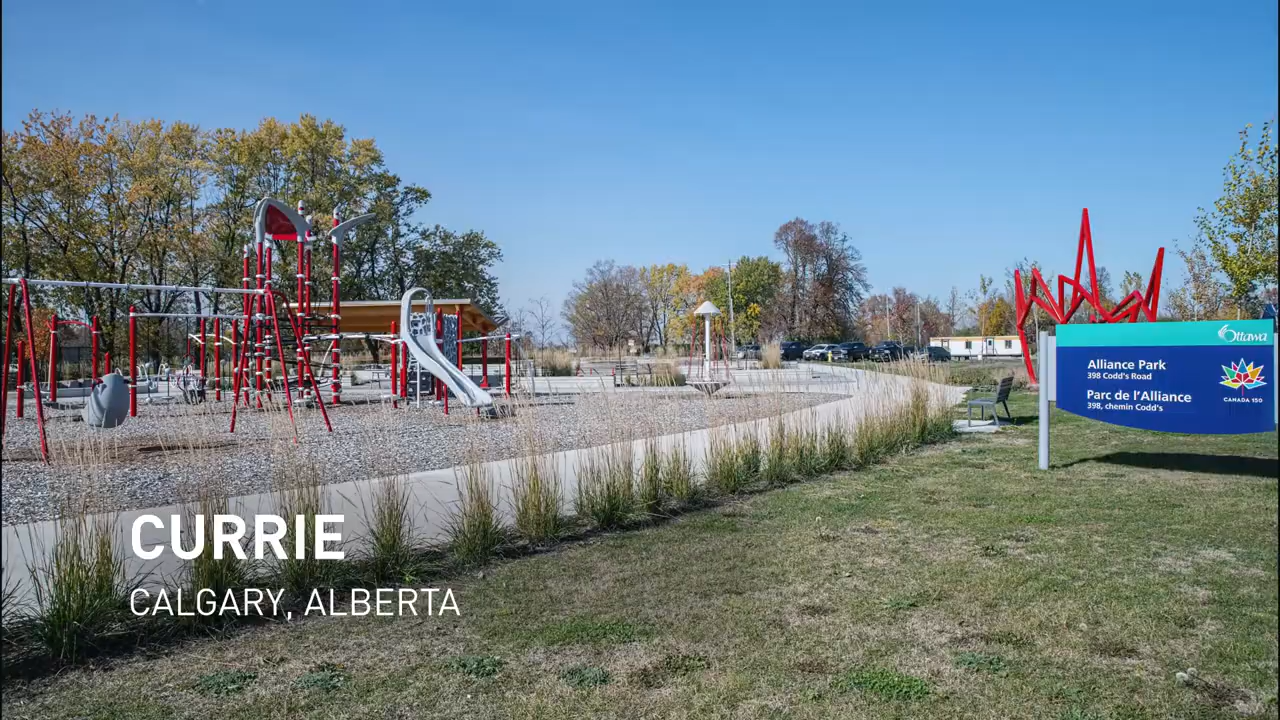 Ottawa
Alliance Park
398 Codd's Road
Parc de l'Alliance
398, chemin Codd's
CANADA 150
CURRIE
CALGARY, ALBERTA